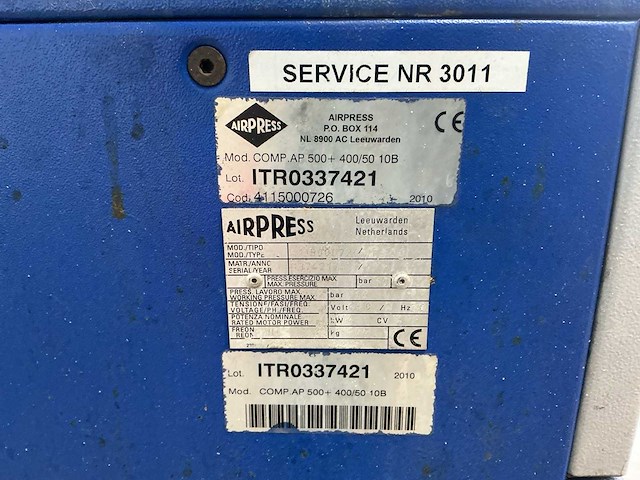 SERVICE NR 3011
AIRPRESS
AIRPRESS
P.O. BOX 114
NL 8900 AC Leeuwarden
CE
Mod. COMP.AP 500+ 400/50 10B
Lot. ITR0337421
Cod. 4115000726 2010
AIRPRESS Leeuwarden
Netherlands
MOD./TIPO
MOD./TYPE
MATR./ANNO
SERIAL/YEAR
PRESS.ESERCIZIO MAX.
MAX. PRESSURE bar
PRESS. LAVORO MAX.
WORKING PRESSURE MAX. bar
TENSIONE/FASI/FREQ.
VOLTAGE/PH./FREQ. Volt / Hz
POTENZA NOMINALE
RATED MOTOR POWER kW CV
FREON
FREON kg
CE
Lot. ITR0337421 2010
Mod. COMP.AP 500+ 400/50 10B